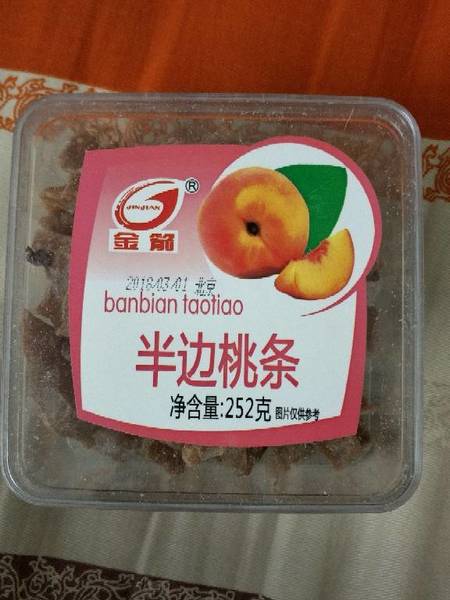 JINJIAN
®
金箭
2018/03/01 北京
banbian taotiao
半边桃条
净含量:252克 图片仅供参考